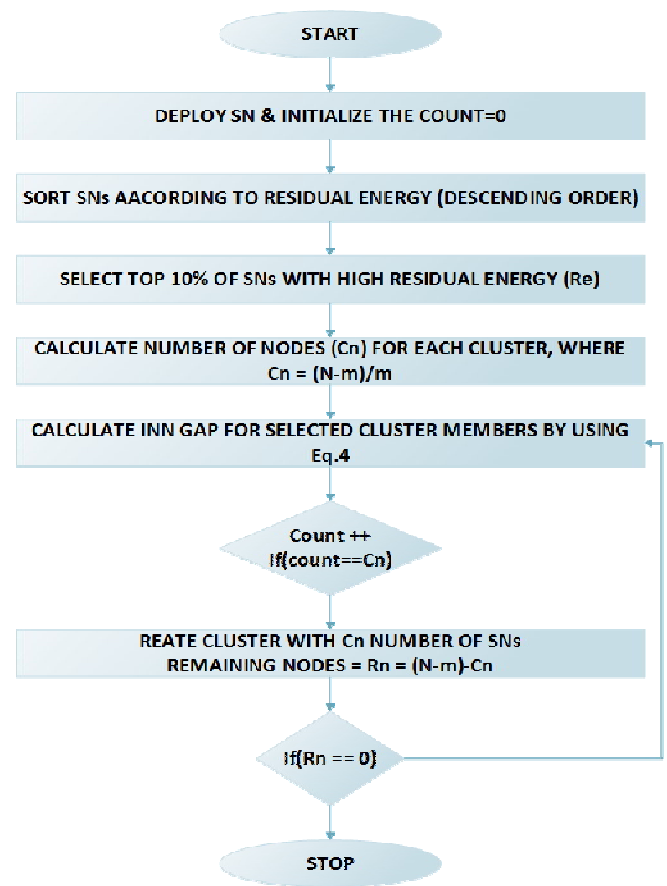 START
DEPLOY SN & INITIALIZE THE COUNT=0
SORT SNs AACORDING TO RESIDUAL ENERGY (DESCENDING ORDER)
SELECT TOP 10% OF SNs WITH HIGH RESIDUAL ENERGY (Re)
CALCULATE NUMBER OF NODES (Cn) FOR EACH CLUSTER, WHERE
Cn = (N-m)/m
CALCULATE INN GAP FOR SELECTED CLUSTER MEMBERS BY USING
Eq.4
Count ++
If(count==Cn)
REATE CLUSTER WITH Cn NUMBER OF SNs
REMAINING NODES = Rn = (N-m)-Cn
If(Rn == 0)
STOP